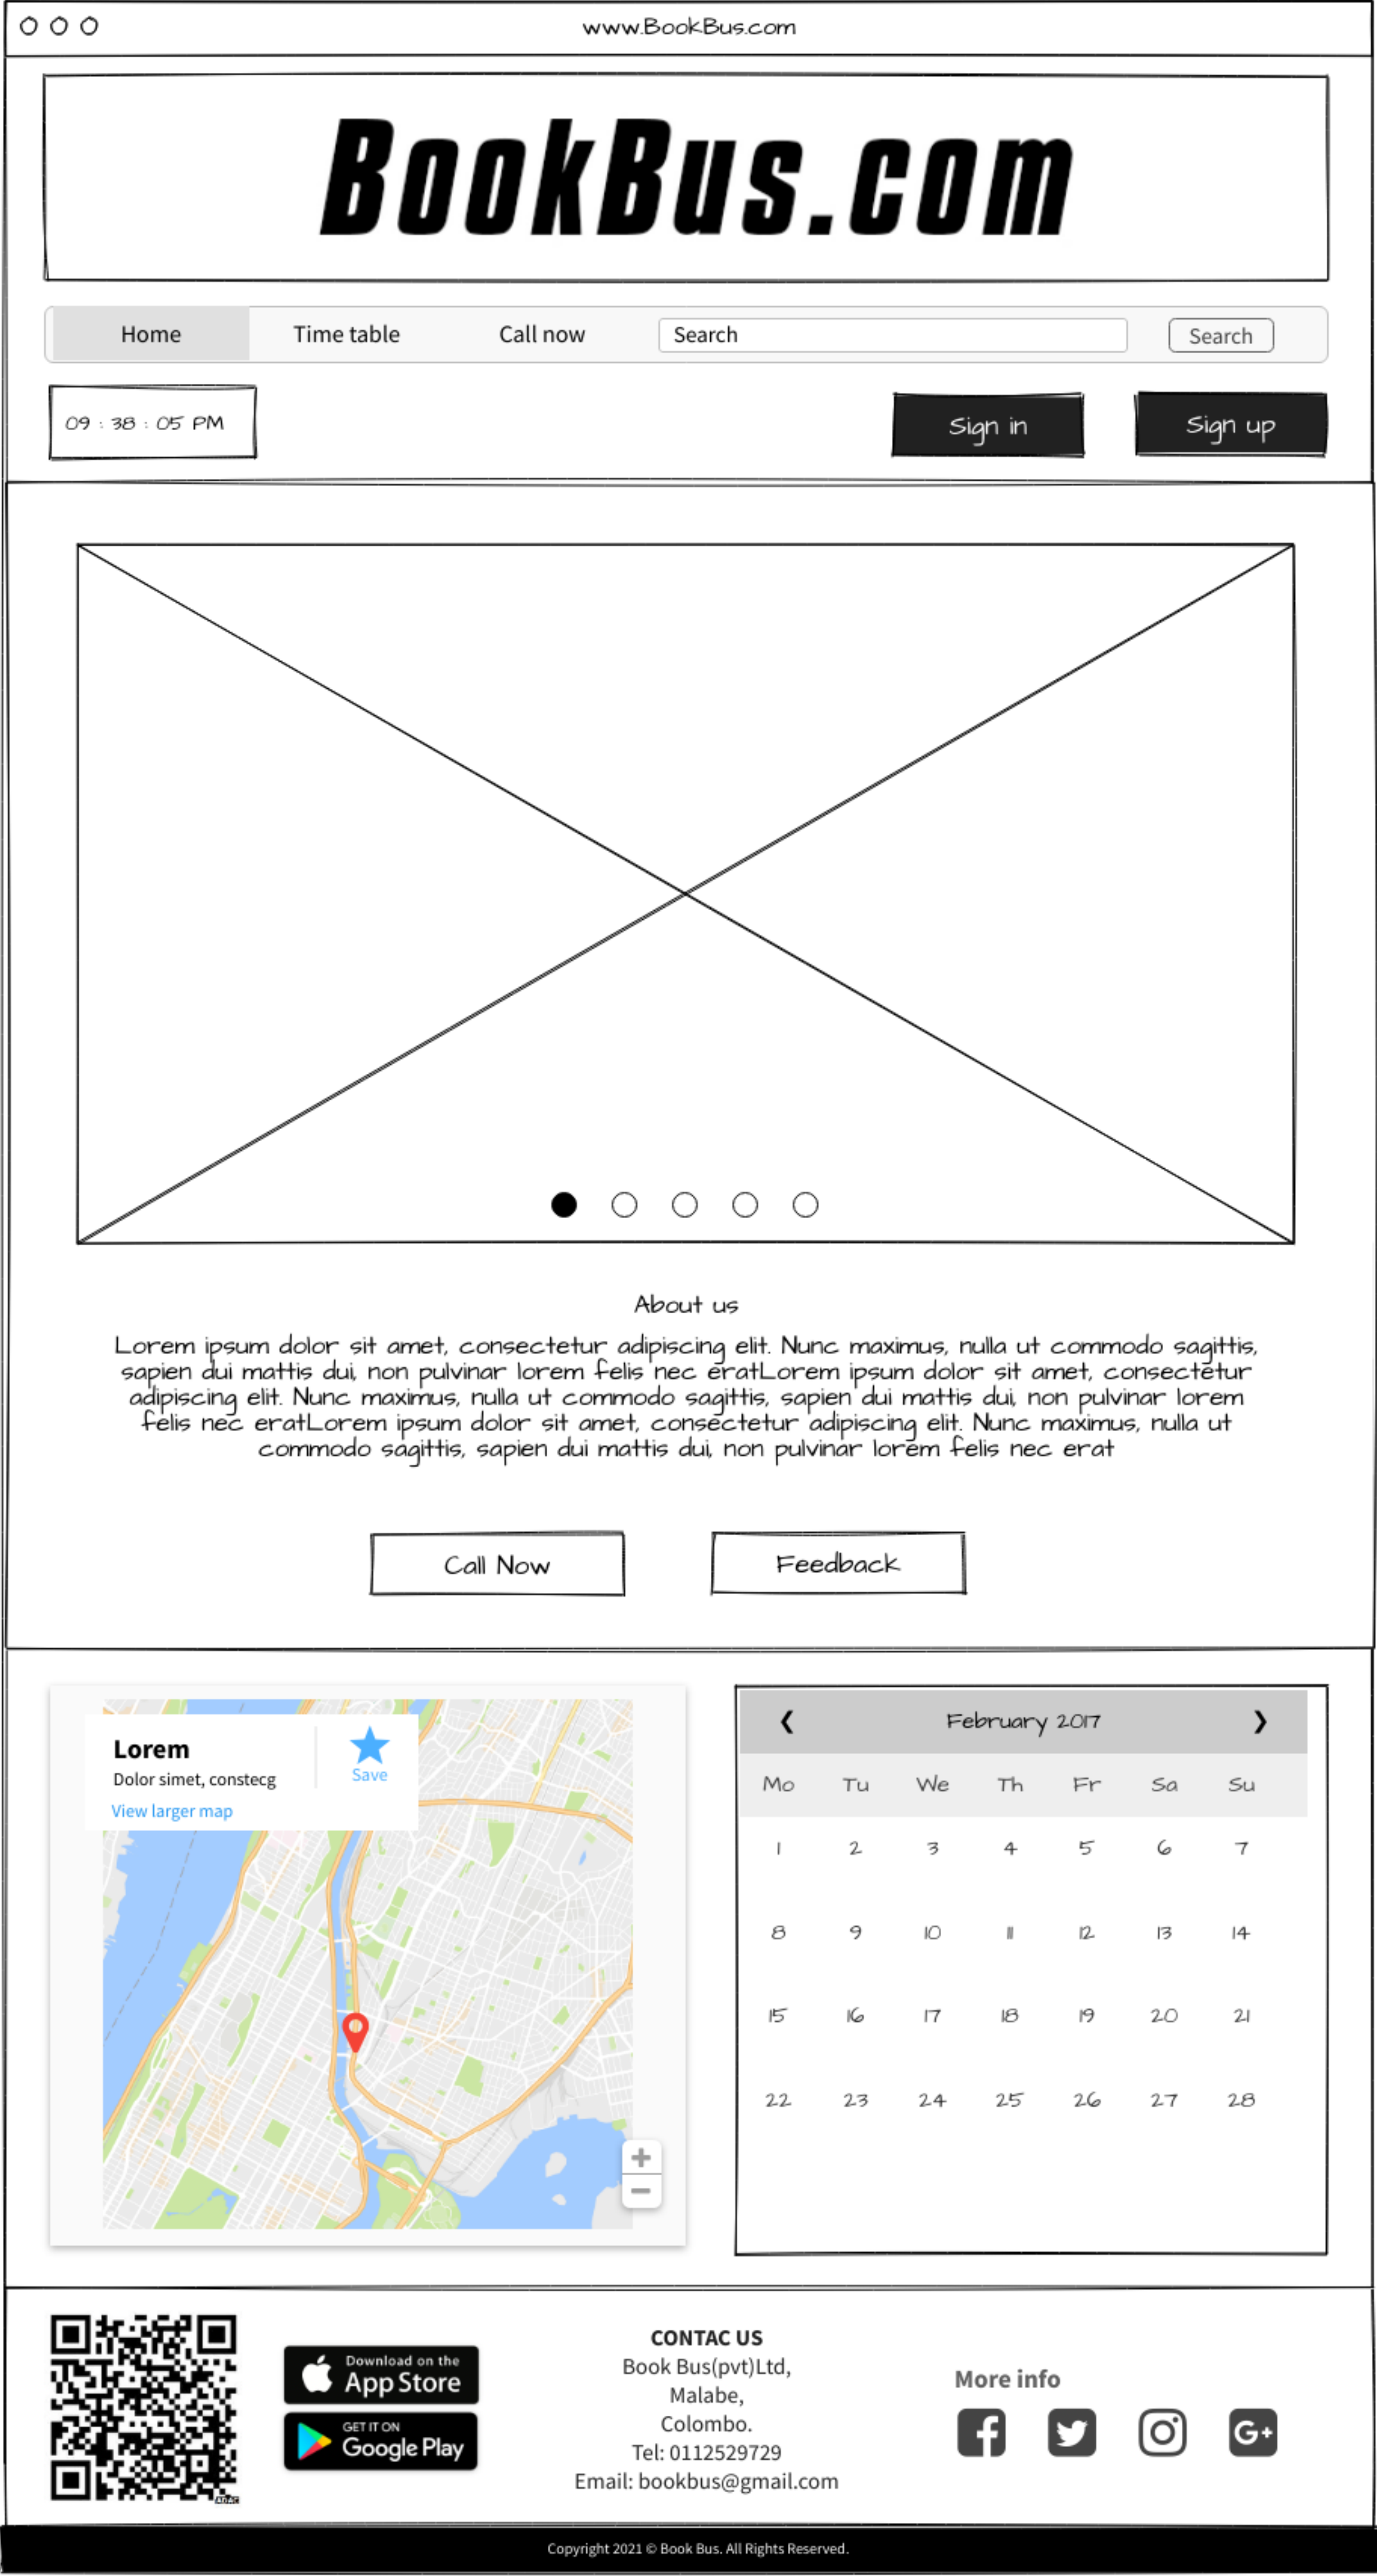 www.BookBus.com
BookBus.com
Home Time table Call now Search Search
09 : 38 : 05 PM Sign in Sign up
About us
Lorem ipsum dolor sit amet, consectetur adipiscing elit. Nunc maximus, nulla ut commodo sagittis,
sapien dui mattis dui, non pulvinar lorem felis nec eratLorem ipsum dolor sit amet, consectetur
adipiscing elit. Nunc maximus, nulla ut commodo sagittis, sapien dui mattis dui, non pulvinar lorem
felis nec eratLorem ipsum dolor sit amet, consectetur adipiscing elit. Nunc maximus, nulla ut
commodo sagittis, sapien dui mattis dui, non pulvinar lorem felis nec erat
Call Now Feedback
Lorem
Dolor simet, constecg
View larger map
Save
February 2017
Mo Tu We Th Fr Sa Su
1 2 3 4 5 6 7
8 9 10 11 12 13 14
15 16 17 18 19 20 21
22 23 24 25 26 27 28
Download on the
App Store
GET IT ON
Google Play
CONTAC US
Book Bus(pvt)Ltd,
Malabe,
Colombo.
Tel: 0112529729
Email: bookbus@gmail.com
More info
Copyright 2021 © Book Bus. All Rights Reserved.